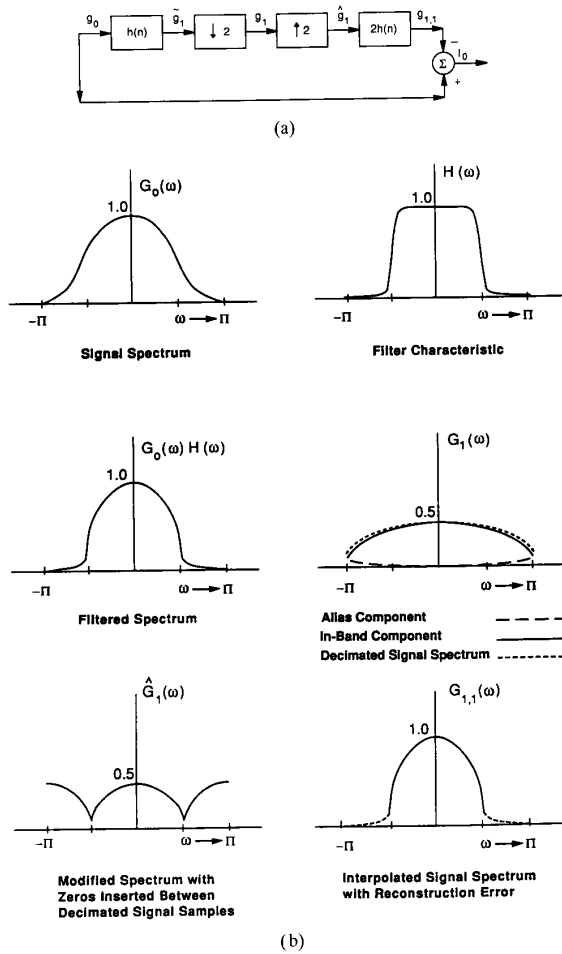 g₀ h(n) g̃₁ ↓ 2 g₁ ↑ 2 ĝ₁ 2h(n) g₁,₁ − Σ l₀ +
(a)
G₀(ω) H(ω)
1.0 1.0
−Π ω → Π −Π ω → Π
Signal Spectrum Filter Characteristic
G₀(ω) H(ω) G₁(ω)
1.0 0.5
−Π ω → Π −Π ω → Π
Filtered Spectrum
Alias Component
In-Band Component
Decimated Signal Spectrum
Ĝ₁(ω) G₁,₁(ω)
0.5 1.0
−Π ω → Π −Π ω → Π
Modified Spectrum with
Zeros Inserted Between
Decimated Signal Samples
Interpolated Signal Spectrum
with Reconstruction Error
(b)